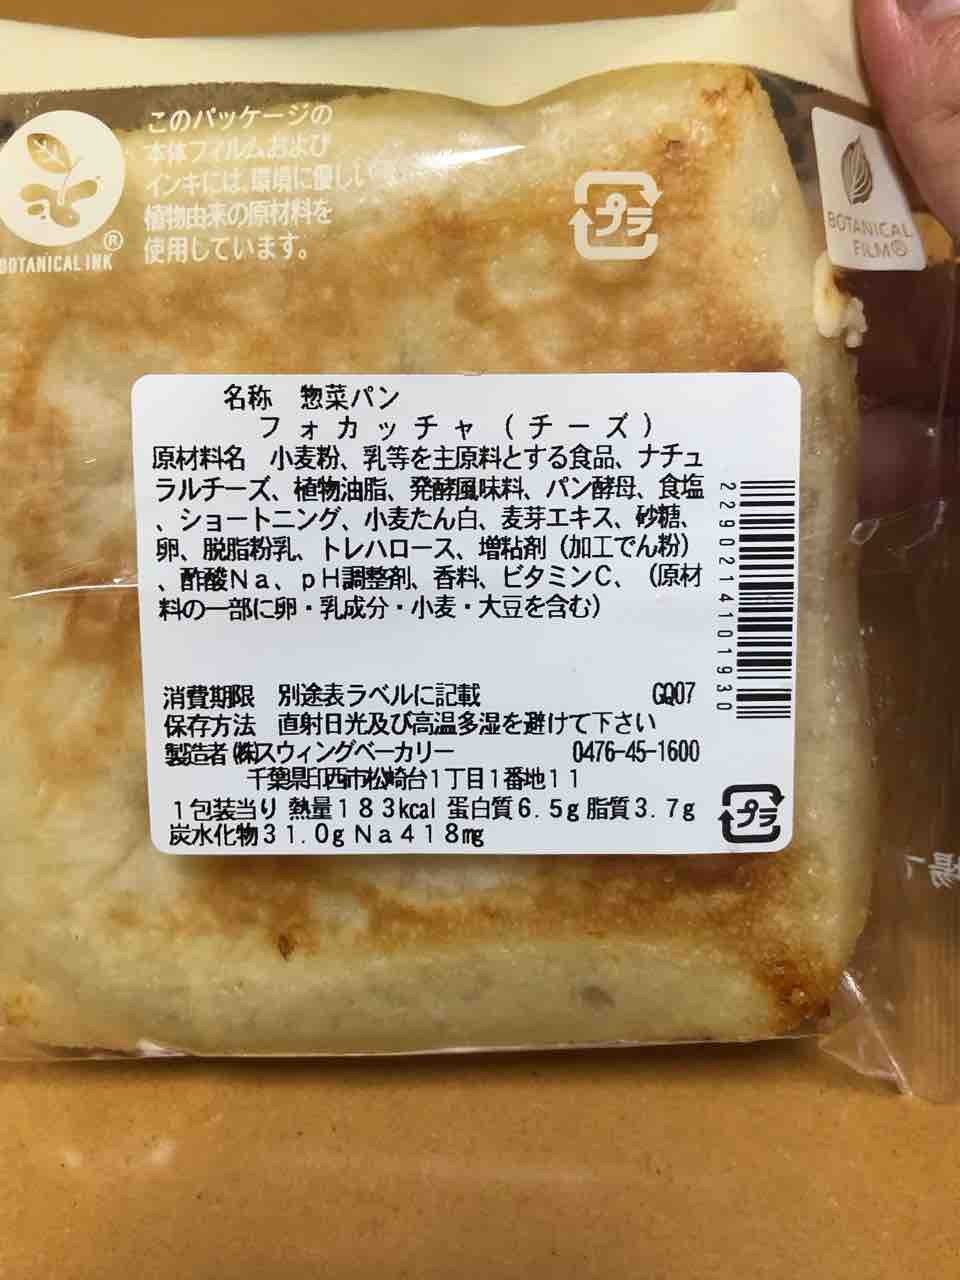 このパッケージの
本体フィルムおよび
インキには、環境に優しい
植物由来の原材料を
使用しています。
BOTANICAL INK
®
プラ
BOTANICAL
FILM®
名称 惣菜パン
フォカッチャ(チーズ)
原材料名 小麦粉、乳等を主原料とする食品、ナチュ
ラルチーズ、植物油脂、発酵風味料、パン酵母、食塩
、ショートニング、小麦たん白、麦芽エキス、砂糖、
卵、脱脂粉乳、トレハロース、増粘剤(加工でん粉)
、酢酸Na、pH調整剤、香料、ビタミンC、(原材
料の一部に卵・乳成分・小麦・大豆を含む)
2290214101930
消費期限 別途表ラベルに記載 GQ07
保存方法 直射日光及び高温多湿を避けて下さい
製造者 ㈱スウィングベーカリー 0476-45-1600
千葉県印西市松崎台1丁目1番地11
1包装当り 熱量183kcal 蛋白質6.5g 脂質3.7g
炭水化物31.0g Na418㎎
プラ